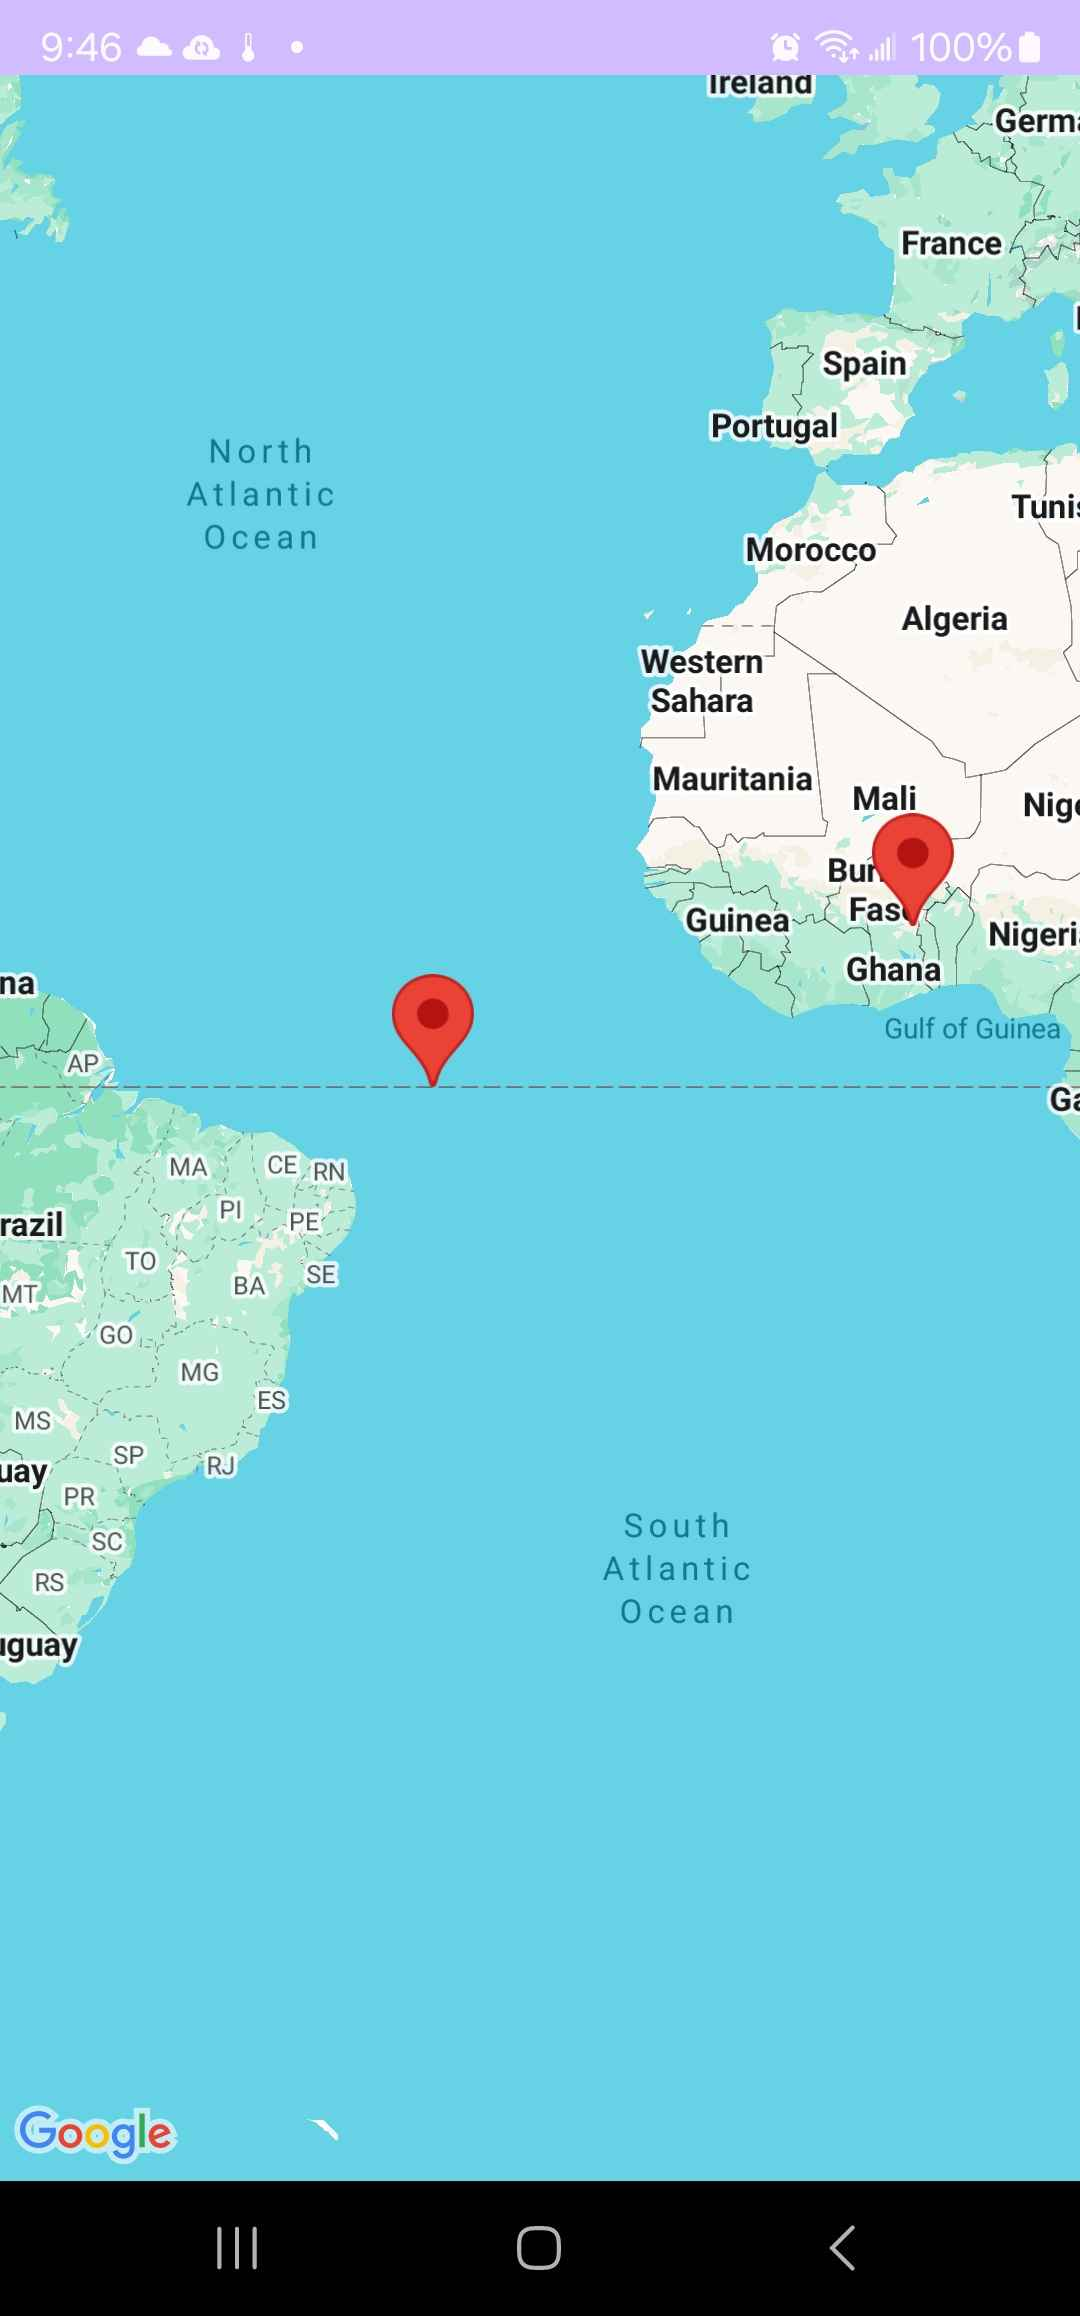 9:46
100%
Ireland
Germa
France
Spain
Portugal
North
Atlantic
Ocean
Tunis
Morocco
Algeria
Western
Sahara
Mauritania
Mali
Nige
Bur
Faso
Guinea
Nigeri
Ghana
na
Gulf of Guinea
AP
Ga
MA
CE
RN
PI
PE
razil
TO
SE
BA
MT
GO
MG
ES
MS
SP
RJ
uay
PR
South
Atlantic
Ocean
SC
RS
uguay
Google